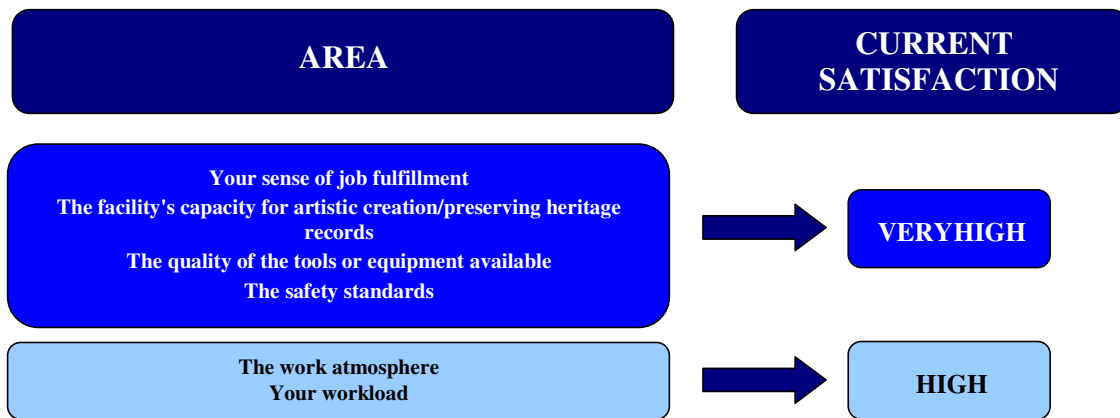 AREA
CURRENT
SATISFACTION
Your sense of job fulfillment
The facility's capacity for artistic creation/preserving heritage
records
The quality of the tools or equipment available
The safety standards
VERYHIGH
The work atmosphere
Your workload
HIGH